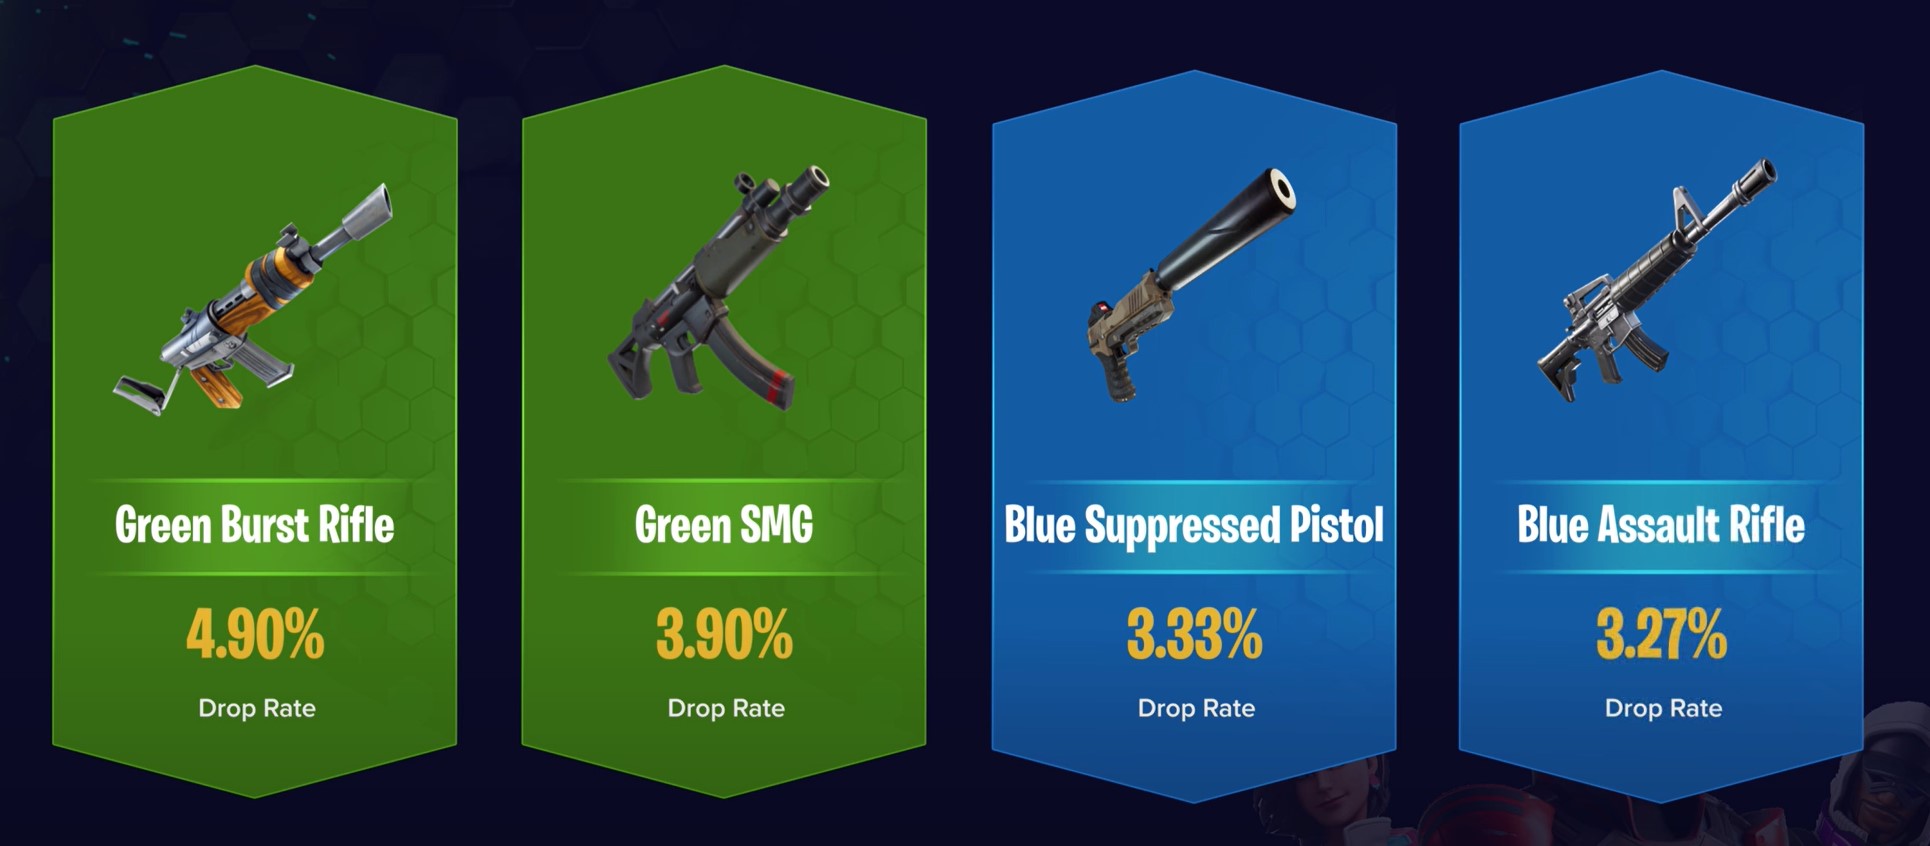 Green Burst Rifle
4.90%
Drop Rate
Green SMG
3.90%
Drop Rate
Blue Suppressed Pistol
3.33%
Drop Rate
Blue Assault Rifle
3.27%
Drop Rate